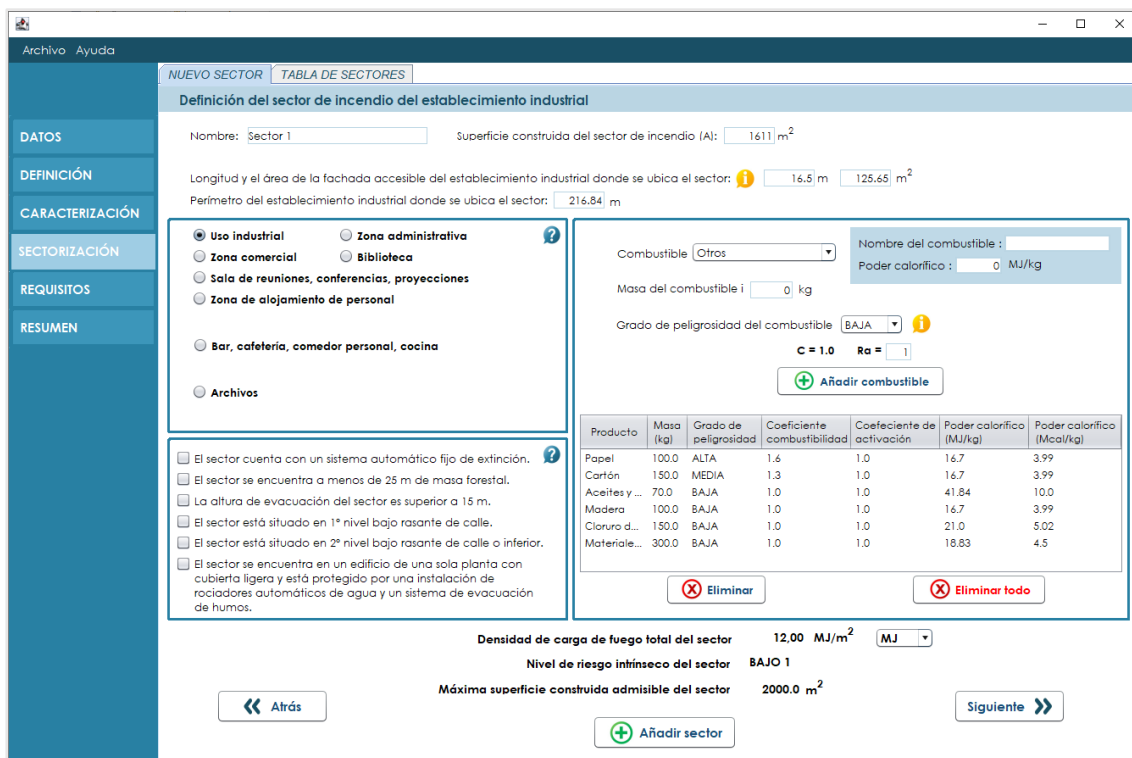 Archivo Ayuda
NUEVO SECTOR TABLA DE SECTORES
Definición del sector de incendio del establecimiento industrial
DATOS
DEFINICIÓN
CARACTERIZACIÓN
SECTORIZACIÓN
REQUISITOS
RESUMEN
Nombre: Sector 1 Superficie construida del sector de incendio (A): 1611 m2
Longitud y el área de la fachada accesible del establecimiento industrial donde se ubica el sector: 16.5 m 125.65 m2
Perímetro del establecimiento industrial donde se ubica el sector: 216.84 m
Uso industrial Zona administrativa
Zona comercial Biblioteca
Sala de reuniones, conferencias, proyecciones
Zona de alojamiento de personal
Bar, cafetería, comedor personal, cocina
Archivos
El sector cuenta con un sistema automático fijo de extinción.
El sector se encuentra a menos de 25 m de masa forestal.
La altura de evacuación del sector es superior a 15 m.
El sector está situado en 1ª nivel bajo rasante de calle.
El sector está situado en 2ª nivel bajo rasante de calle o inferior.
El sector se encuentra en un edificio de una sola planta con
cubierta ligera y está protegido por una instalación de
rociadores automáticos de agua y un sistema de evacuación
de humos.
Combustible Otros
Nombre del combustible :
Poder calorífico : 0 MJ/kg
Masa del combustible i 0 kg
Grado de peligrosidad del combustible BAJA
C = 1.0 Ra = 1
Añadir combustible
Producto Masa (kg) Grado de peligrosidad Coeficiente combustibilidad Coefeciente de activación Poder calorífico (MJ/kg) Poder calorífico (Mcal/kg)
Papel 100.0 ALTA 1.6 1.0 16.7 3.99
Cartón 150.0 MEDIA 1.3 1.0 16.7 3.99
Aceites y ... 70.0 BAJA 1.0 1.0 41.84 10.0
Madera 100.0 BAJA 1.0 1.0 16.7 3.99
Cloruro d... 150.0 BAJA 1.0 1.0 21.0 5.02
Materiale... 300.0 BAJA 1.0 1.0 18.83 4.5
Eliminar Eliminar todo
Densidad de carga de fuego total del sector 12,00 MJ/m2 MJ
Nivel de riesgo intrínseco del sector BAJO 1
Máxima superficie construida admisible del sector 2000.0 m2
Atrás Siguiente
Añadir sector